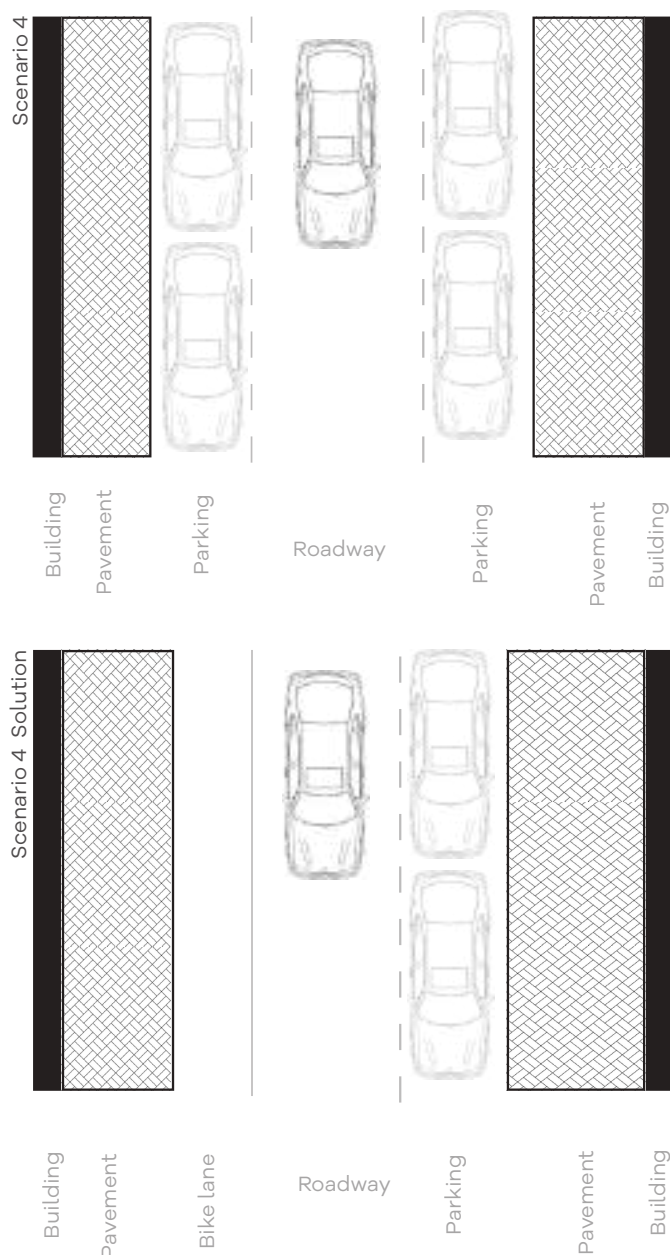 Scenario 4
Building
Pavement
Parking
Roadway
Parking
Pavement
Building
Scenario 4 Solution
Building
Pavement
Bike lane
Roadway
Parking
Pavement
Building